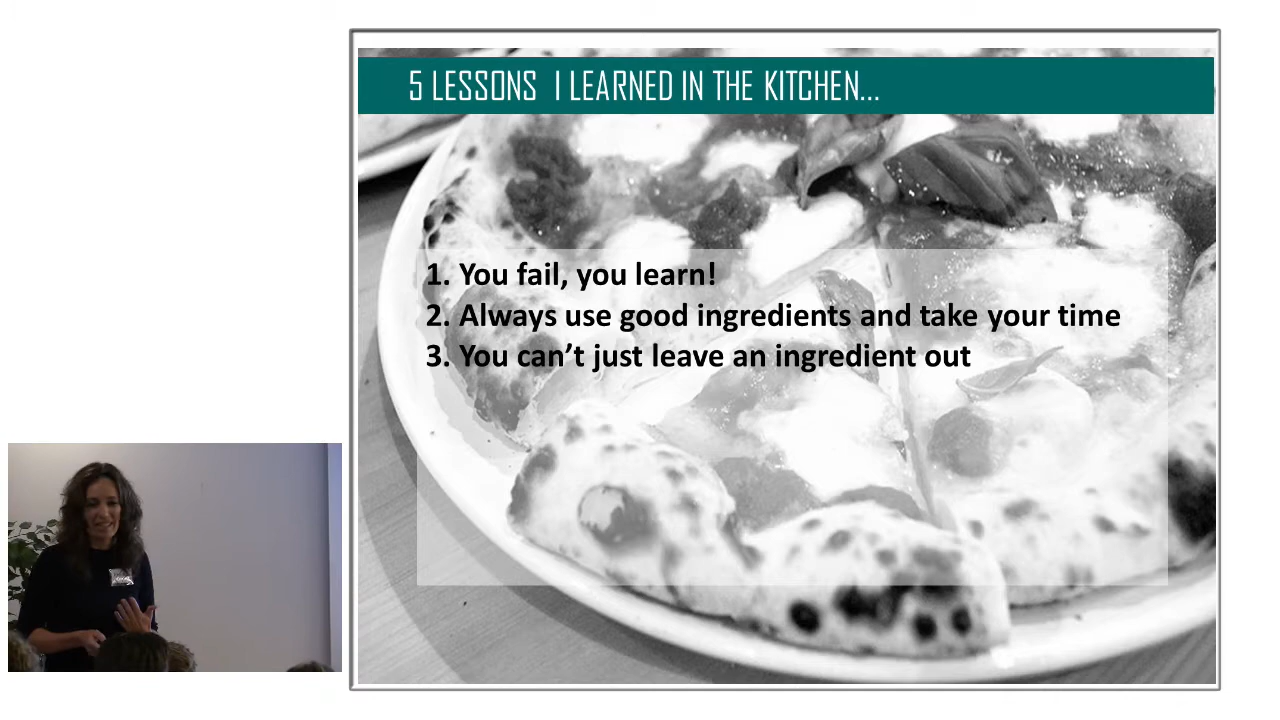 5 LESSONS I LEARNED IN THE KITCHEN...
1. You fail, you learn!
2. Always use good ingredients and take your time
3. You can't just leave an ingredient out